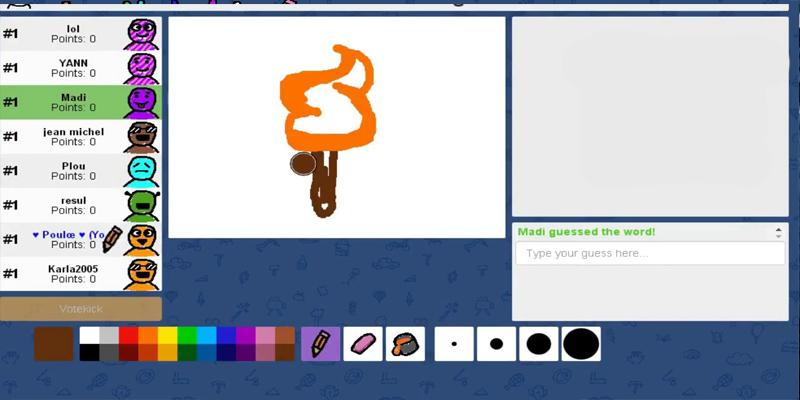 #1 lol
Points: 0
#1 YANN
Points: 0
#1 Madi
Points: 0
#1 jean michel
Points: 0
#1 Plou
Points: 0
#1 resul
Points: 0
#1 ♥ Poulœ ♥ (Yo
Points: 0
#1 Karla2005
Points: 0
Votekick
Madi guessed the word!
Type your guess here...